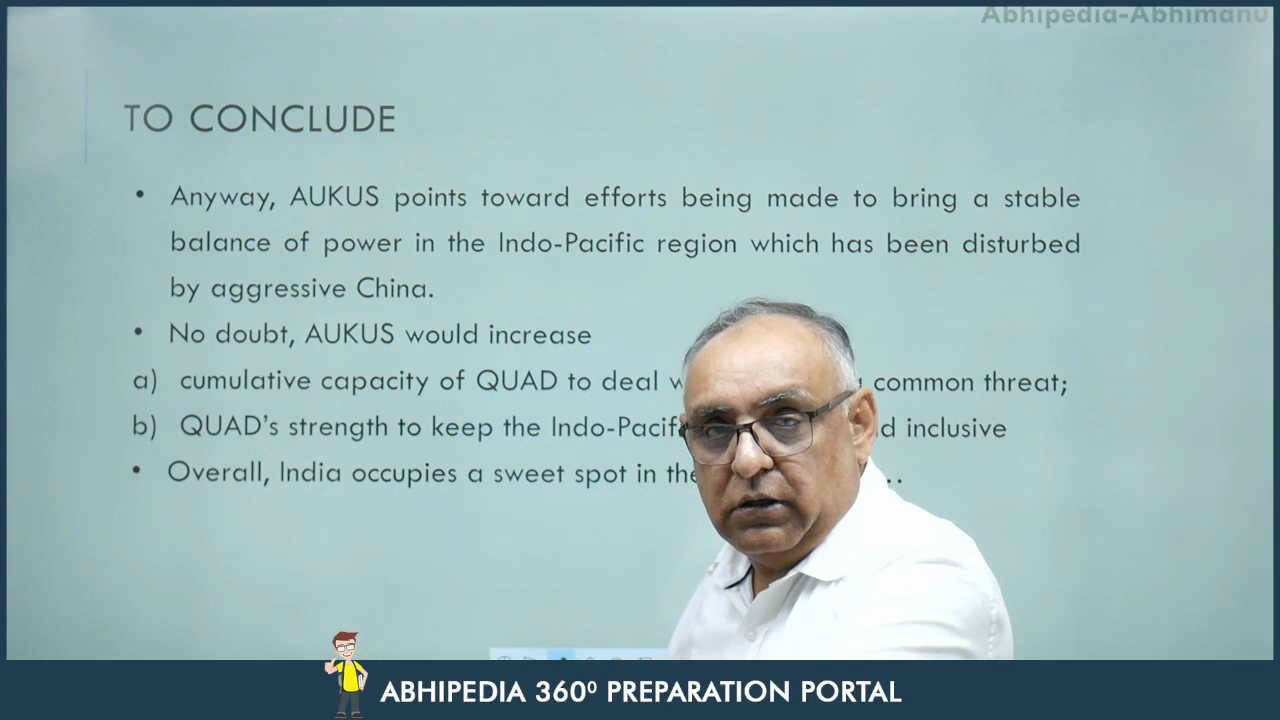 Abhipedia-Abhimanu
TO CONCLUDE
• Anyway, AUKUS points toward efforts being made to bring a stable
balance of power in the Indo-Pacific region which has been disturbed
by aggressive China.
• No doubt, AUKUS would increase
a) cumulative capacity of QUAD to deal common threat;
b) QUAD's strength to keep the inclusive
• Overall, India occupies a sweet spot in ..
ABHIPEDIA 360⁰ PREPARATION PORTAL